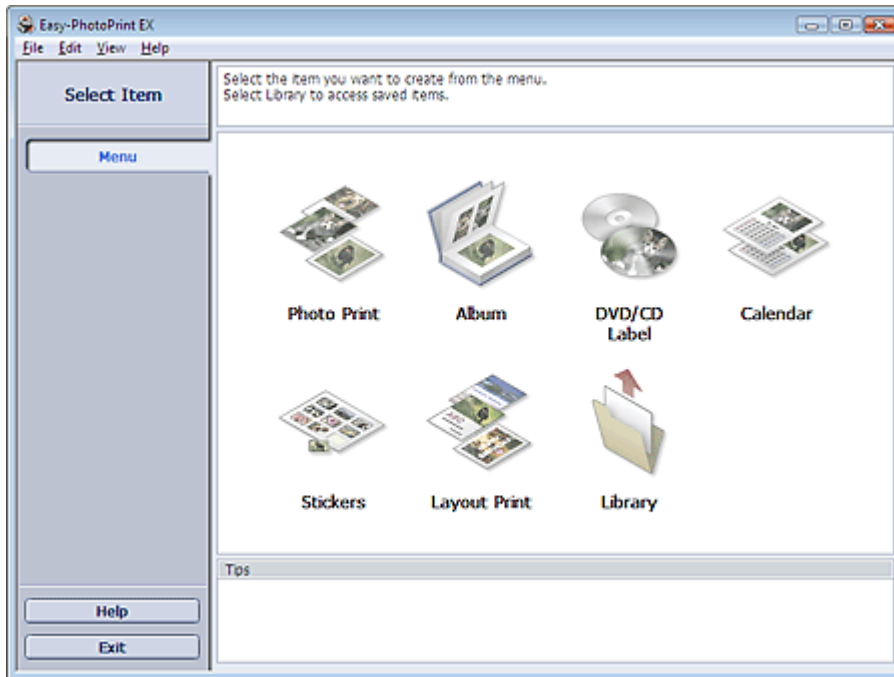 Easy-PhotoPrint EX
File Edit View Help
Select Item
Select the item you want to create from the menu.
Select Library to access saved items.
Menu
Photo Print
Album
DVD/CD
Label
Calendar
Stickers
Layout Print
Library
Tips
Help
Exit